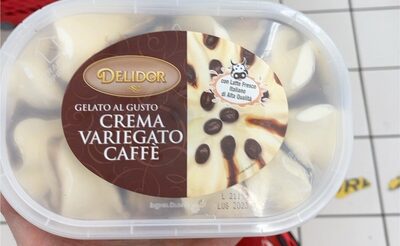 DELIDOR
GELATO AL GUSTO
CREMA
VARIEGATO
CAFFÈ
con Latte Fresco
Italiano
di Alta Qualità